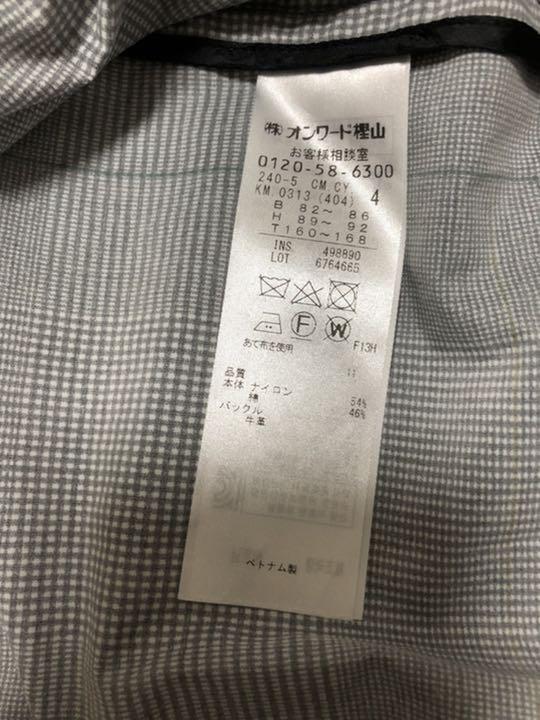 (株) オンワード樫山
お客様相談室
0120-58-6300
240-5 CM.CY
KM.0313 (404) 4
B 82～ 86
H 89～ 92
T160～168
INS 498890
LOT 6764665
F
W
F13H
あて布を使用
品質 11
本体 ナイロン 54%
綿 46%
バックル
牛革
ベトナム製